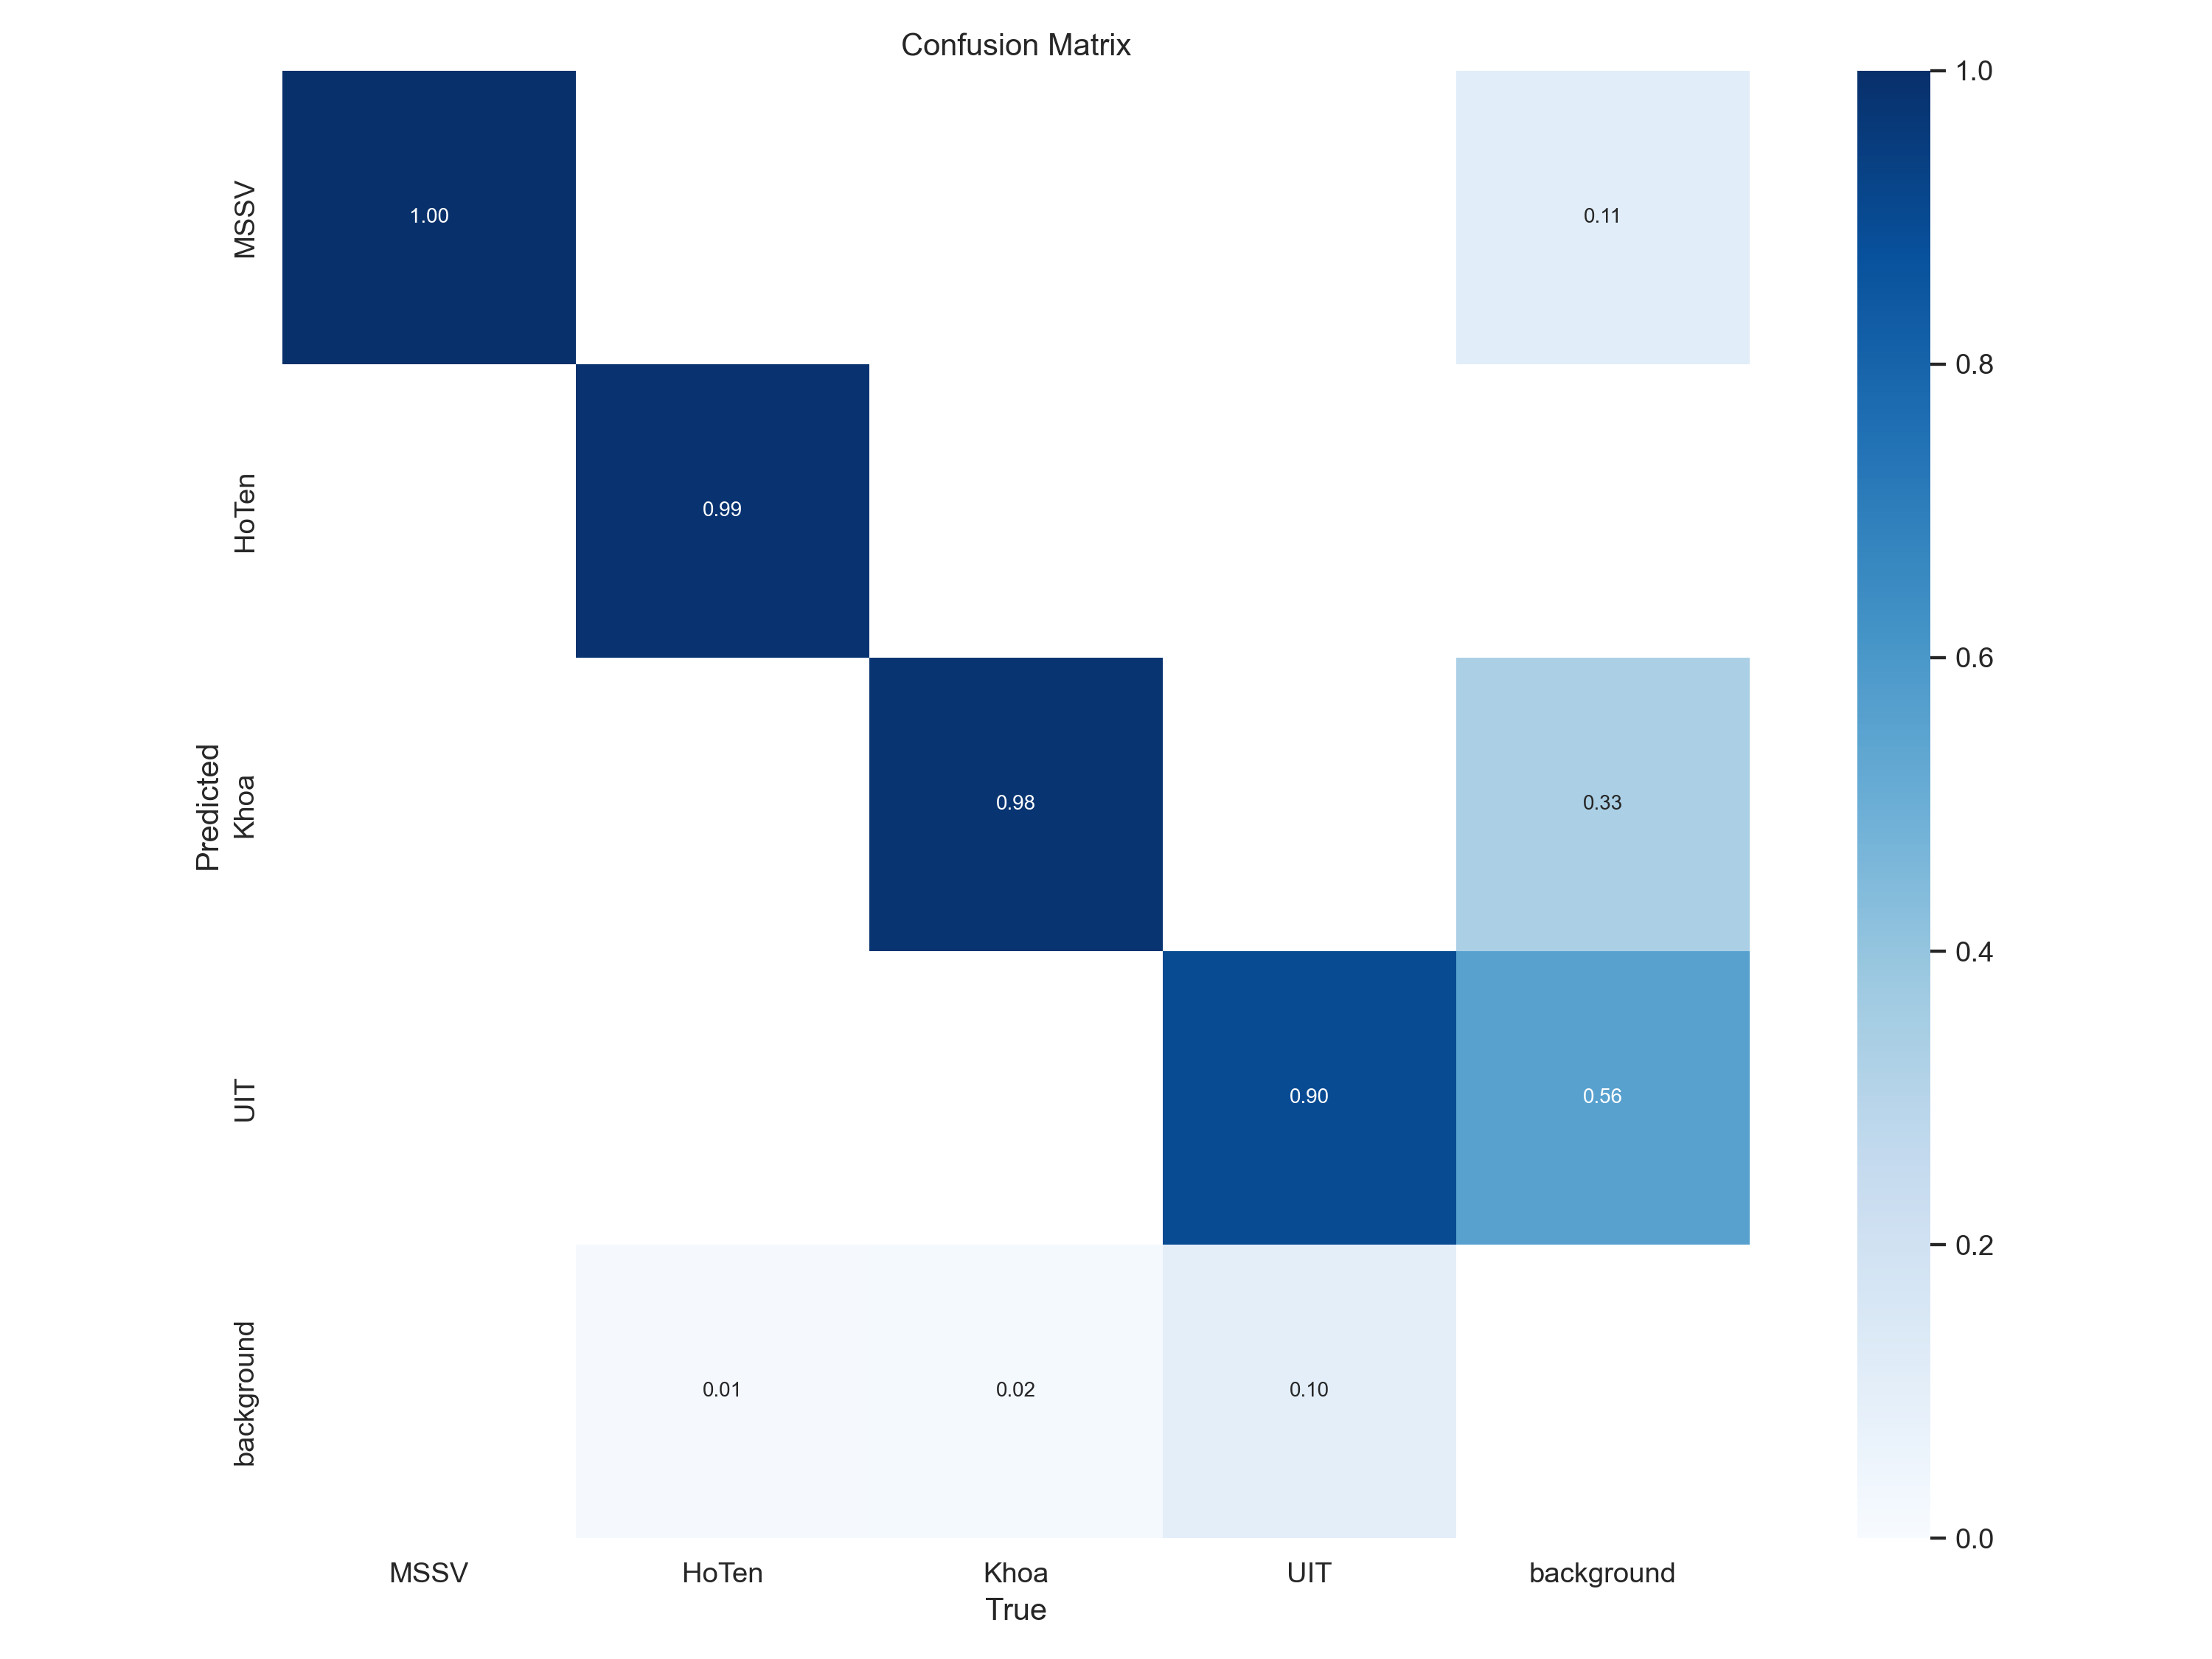 Confusion Matrix
1.0
MSSV
1.00
0.11
0.8
HoTen
0.99
0.6
Predicted
Khoa
0.98
0.33
0.4
UIT
0.90
0.56
0.2
background
0.01
0.02
0.10
0.0
MSSV HoTen Khoa UIT background
True